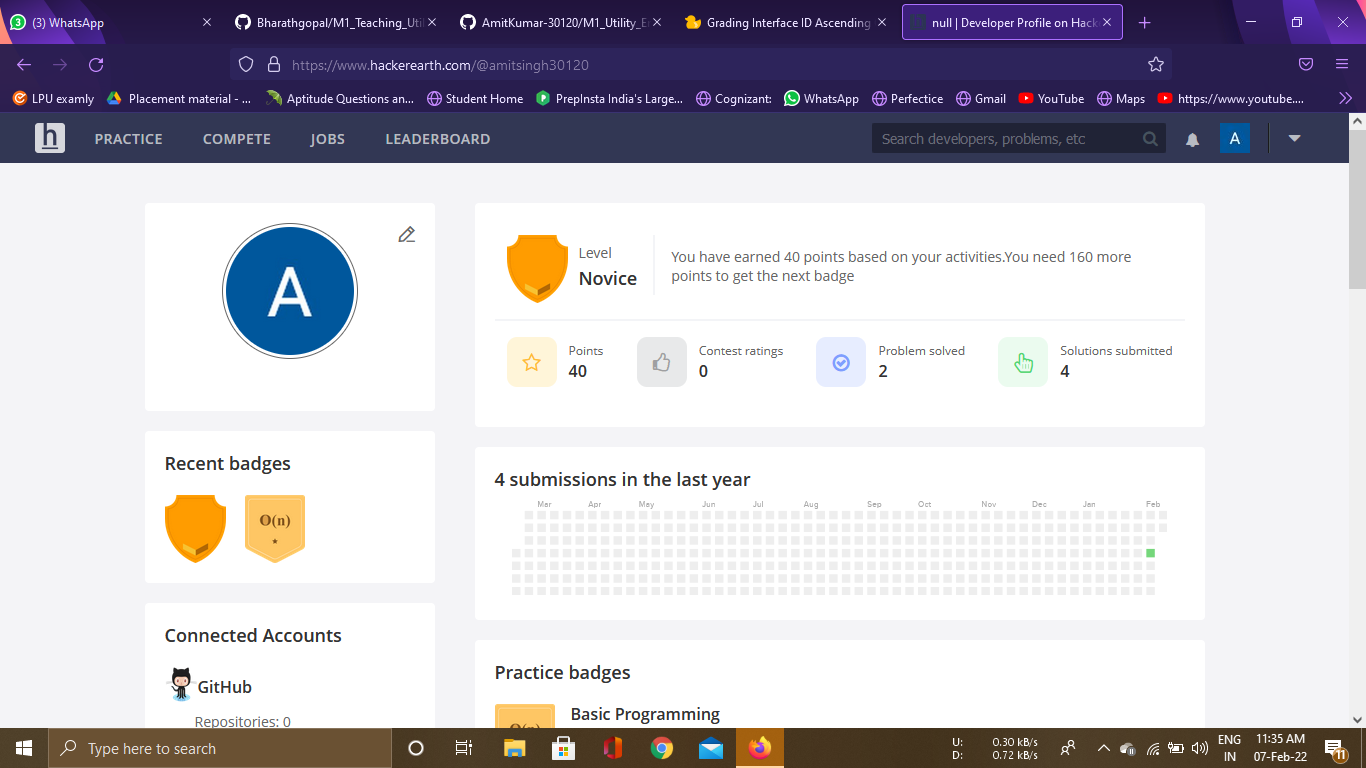 (3) WhatsApp
Bharathgopal/M1_Teaching_Util
AmitKumar-30120/M1_Utility_E
Grading Interface ID Ascending
null | Developer Profile on Hack
https://www.hackerearth.com/@amitsingh30120
LPU examly
Placement material - ...
Aptitude Questions an...
Student Home
PrepInsta India's Large...
Cognizant:
WhatsApp
Perfectice
Gmail
YouTube
Maps
https://www.youtube....
h
PRACTICE
COMPETE
JOBS
LEADERBOARD
Search developers, problems, etc
A
A
Level
Novice
You have earned 40 points based on your activities.You need 160 more
points to get the next badge
Points
40
Contest ratings
0
Problem solved
2
Solutions submitted
4
Recent badges
O(n)
4 submissions in the last year
Mar Apr May Jun Jul Aug Sep Oct Nov Dec Jan Feb
Connected Accounts
GitHub
Repositories: 0
Practice badges
O(n)
Basic Programming
Type here to search
U: 0.30 kB/s
D: 0.72 kB/s
ENG
IN
11:35 AM
07-Feb-22
11